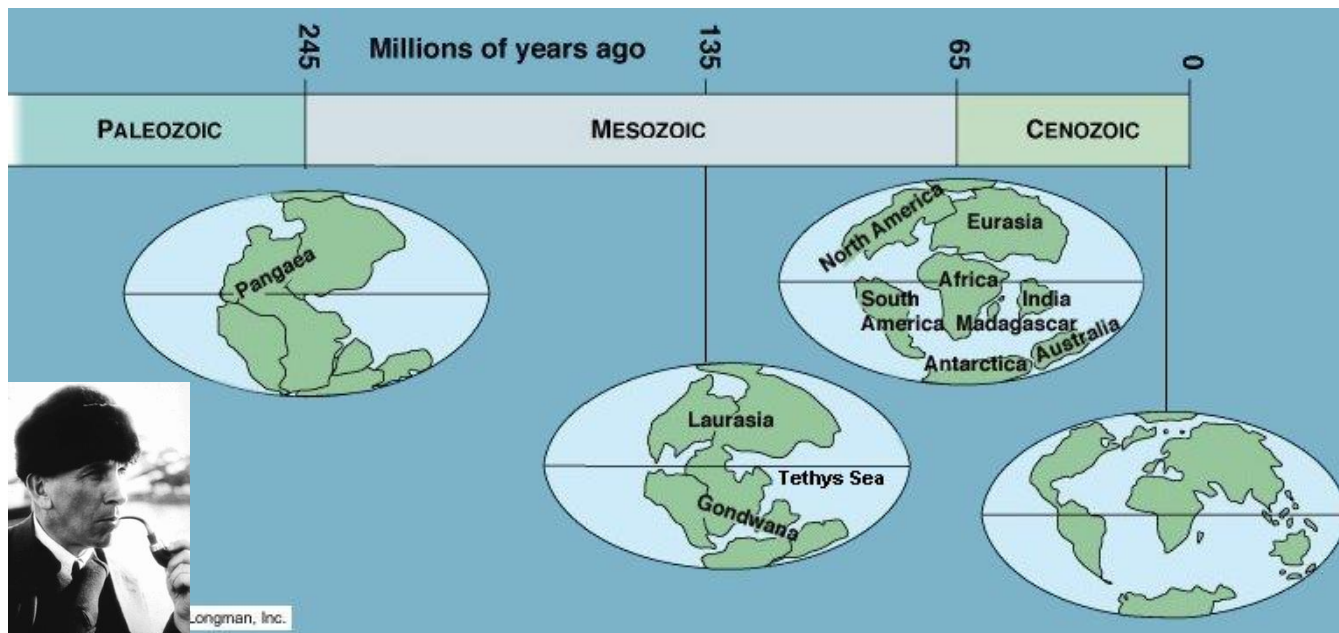 245
Millions of years ago
135
65
0
PALEOZOIC
MESOZOIC
CENOZOIC
Pangaea
North America
Eurasia
Africa
South
America
India
Madagascar
Australia
Antarctica
Laurasia
Tethys Sea
Gondwana
Longman, Inc.